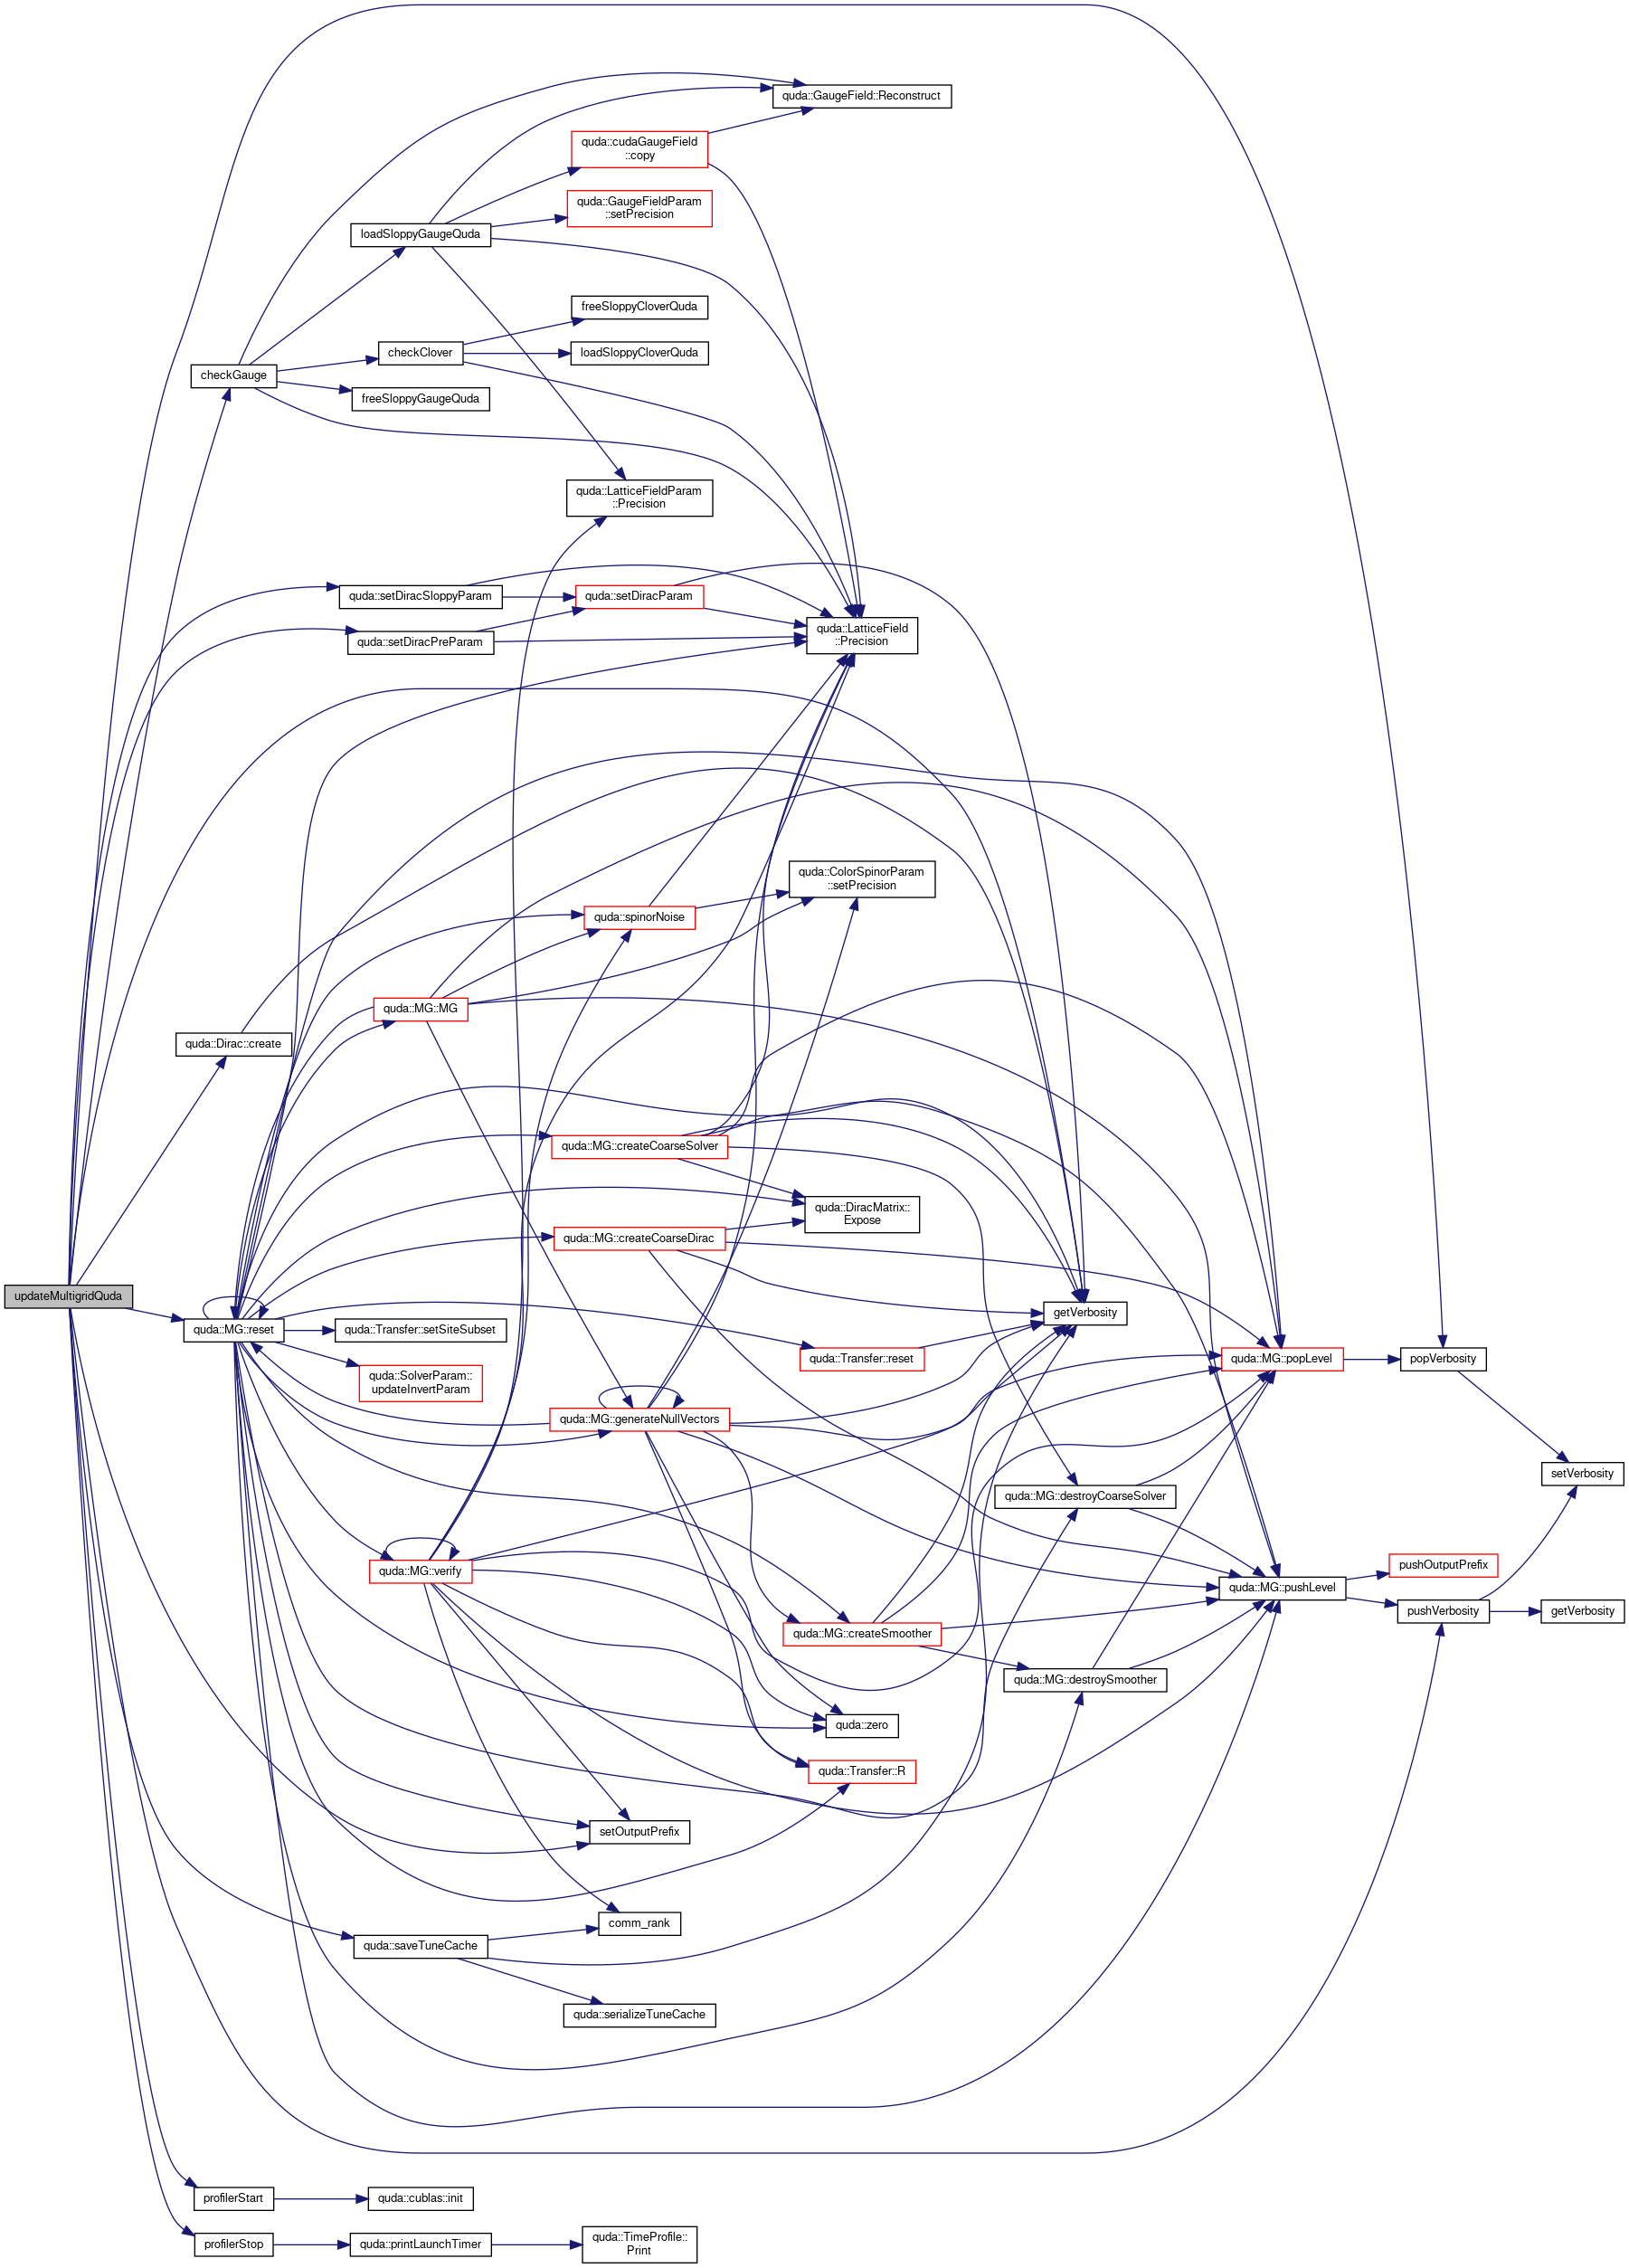 quda::GaugeField::Reconstruct
quda::cudaGaugeField
::copy
quda::GaugeFieldParam
::setPrecision
loadSloppyGaugeQuda
freeSloppyCloverQuda
checkClover
loadSloppyCloverQuda
checkGauge
freeSloppyGaugeQuda
quda::LatticeFieldParam
::Precision
quda::setDiracSloppyParam
quda::setDiracParam
quda::setDiracPreParam
quda::LatticeField
::Precision
quda::ColorSpinorParam
::setPrecision
quda::spinorNoise
quda::MG::MG
quda::Dirac::create
quda::MG::createCoarseSolver
quda::DiracMatrix::
Expose
quda::MG::createCoarseDirac
updateMultigridQuda
getVerbosity
quda::MG::reset
quda::Transfer::setSiteSubset
quda::Transfer::reset
quda::MG::popLevel
popVerbosity
quda::SolverParam::
updateInvertParam
quda::MG::generateNullVectors
setVerbosity
quda::MG::destroyCoarseSolver
quda::MG::verify
pushOutputPrefix
quda::MG::pushLevel
pushVerbosity
getVerbosity
quda::MG::createSmoother
quda::MG::destroySmoother
quda::zero
quda::Transfer::R
setOutputPrefix
comm_rank
quda::saveTuneCache
quda::serializeTuneCache
profilerStart
quda::cublas::init
profilerStop
quda::printLaunchTimer
quda::TimeProfile::
Print